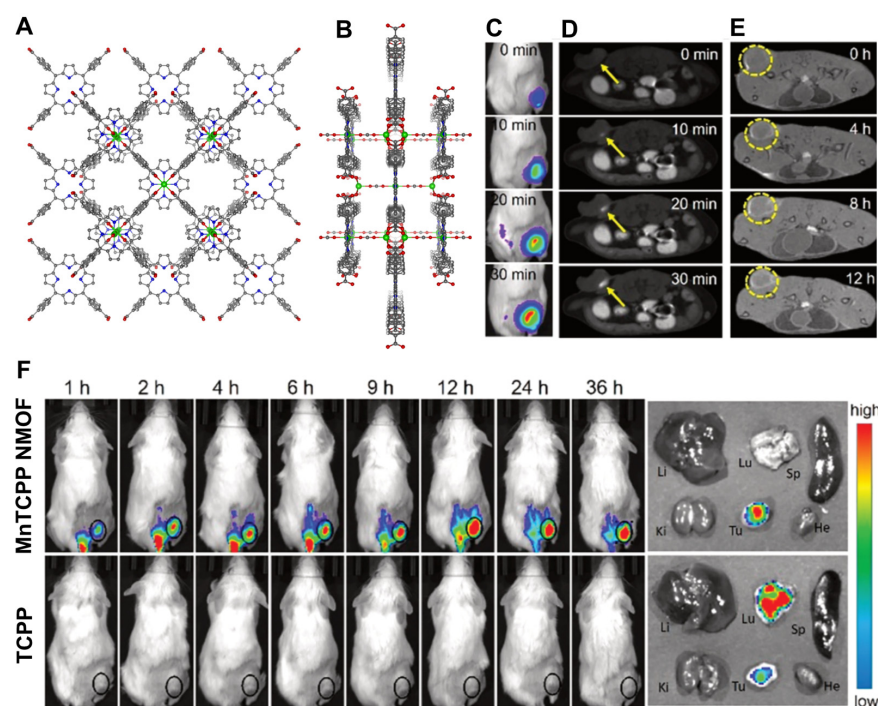 A
B
C
D
E
0 min
0 min
0 h
10 min
10 min
4 h
20 min
20 min
8 h
30 min
30 min
12 h
F
1 h 2 h 4 h 6 h 9 h 12 h 24 h 36 h
MnTCPP NMOF
Li Lu Sp
Ki Tu He
high
TCPP
Li Lu Sp
Ki Tu He
low